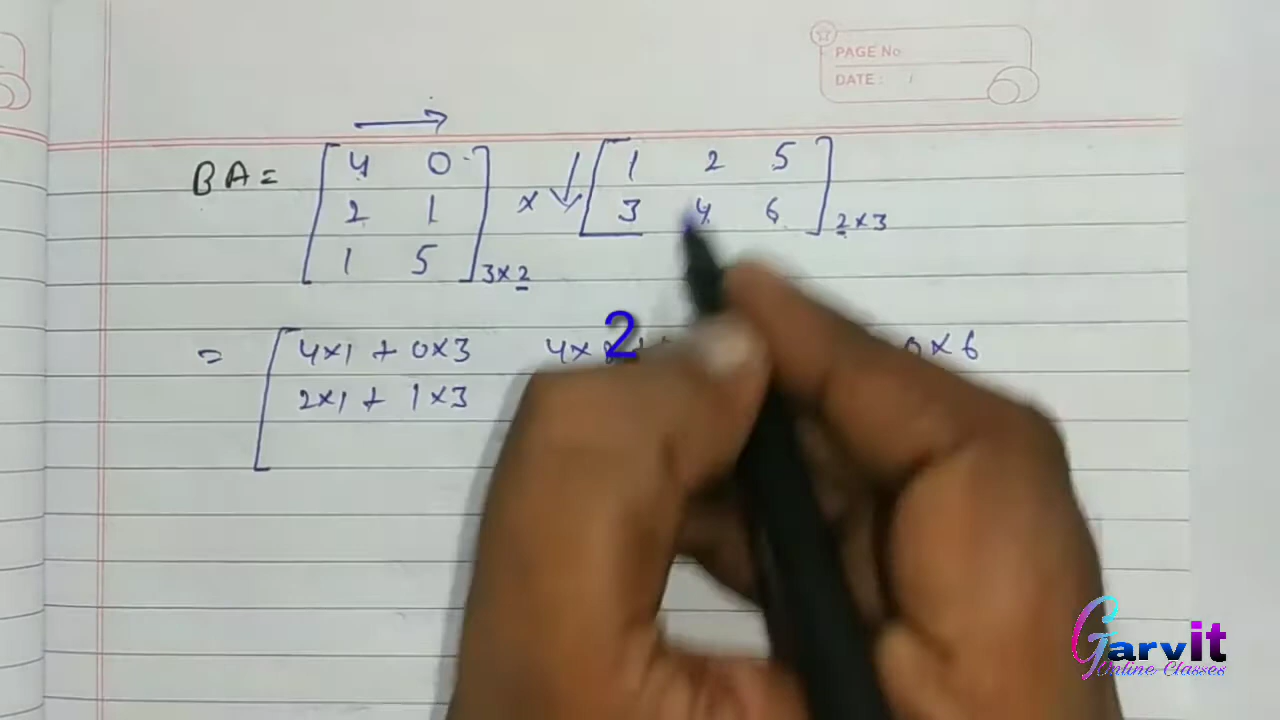 PAGE No
DATE :
BA = [ 4 0 ] × [ 1 2 5 ]
[ 2 1 ] [ 3 4 6 ] 2×3
[ 1 5 ] 3×2
= [ 4×1 + 0×3 4×2 + 0×6
2×1 + 1×3
Garvit
Online Classes